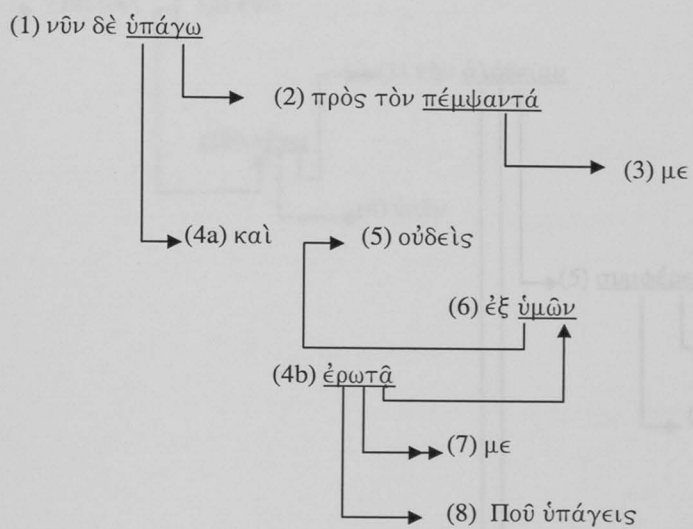 (1) νῦν δὲ ὑπάγω
(2) πρὸς τὸν πέμψαντά
(3) με
(4a) καὶ (5) οὐδεὶς
(6) ἐξ ὑμῶν
(4b) ἐρωτᾷ
(7) με
(8) Ποῦ ὑπάγεις